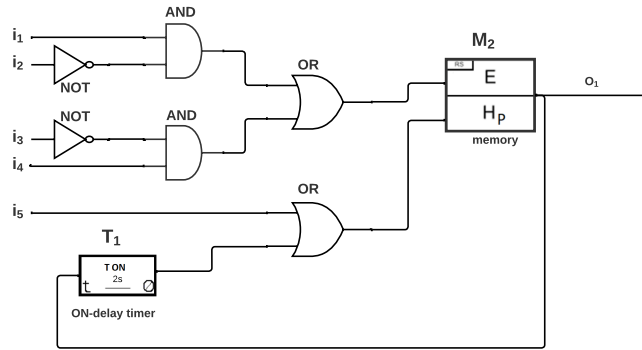 AND
i1
i2
NOT
OR
M2
RS
E
HP
memory
O1
NOT
AND
i3
i4
OR
i5
T1
T ON
2s
t
ON-delay timer